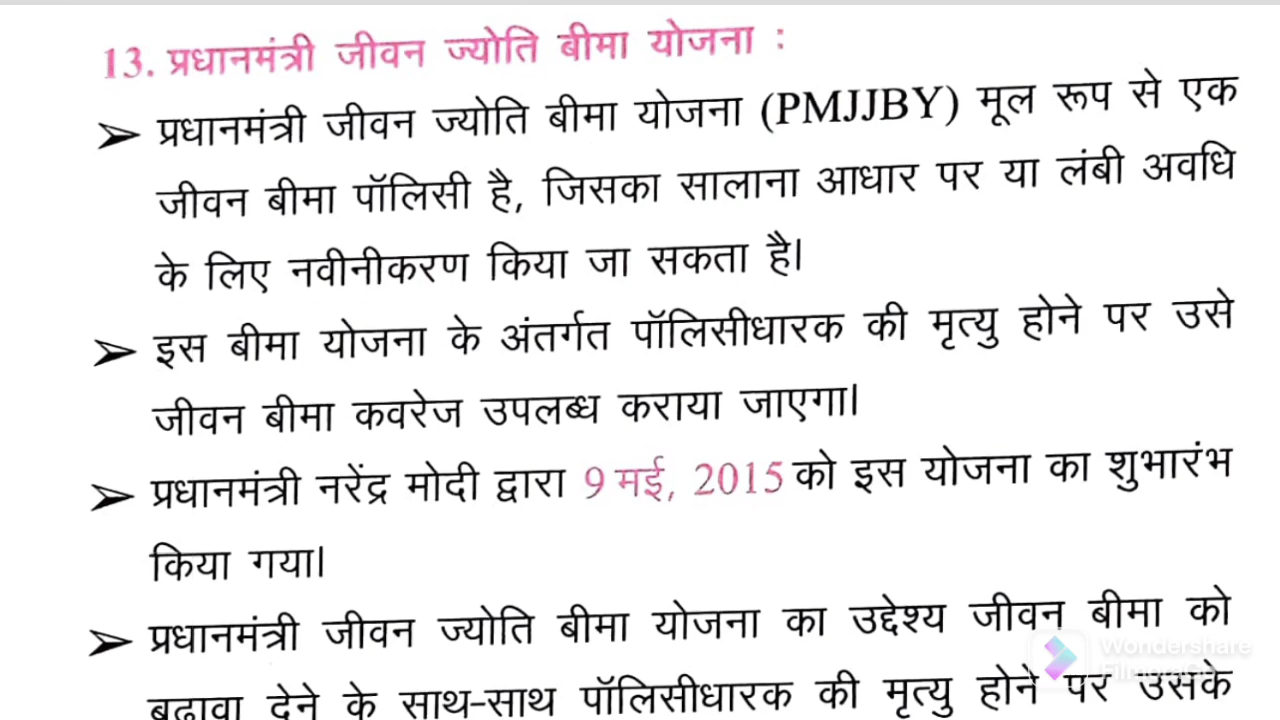 13. प्रधानमंत्री जीवन ज्योति बीमा योजना :
➢ प्रधानमंत्री जीवन ज्योति बीमा योजना (PMJJBY) मूल रूप से एक
जीवन बीमा पॉलिसी है, जिसका सालाना आधार पर या लंबी अवधि
के लिए नवीनीकरण किया जा सकता है।
➢ इस बीमा योजना के अंतर्गत पॉलिसीधारक की मृत्यु होने पर उसे
जीवन बीमा कवरेज उपलब्ध कराया जाएगा।
➢ प्रधानमंत्री नरेंद्र मोदी द्वारा 9 मई, 2015 को इस योजना का शुभारंभ
किया गया।
➢ प्रधानमंत्री जीवन ज्योति बीमा योजना का उद्देश्य जीवन बीमा को
बढ़ावा देने के साथ-साथ पॉलिसीधारक की मृत्यु होने पर उसके
Wondershare
FilmoraGo